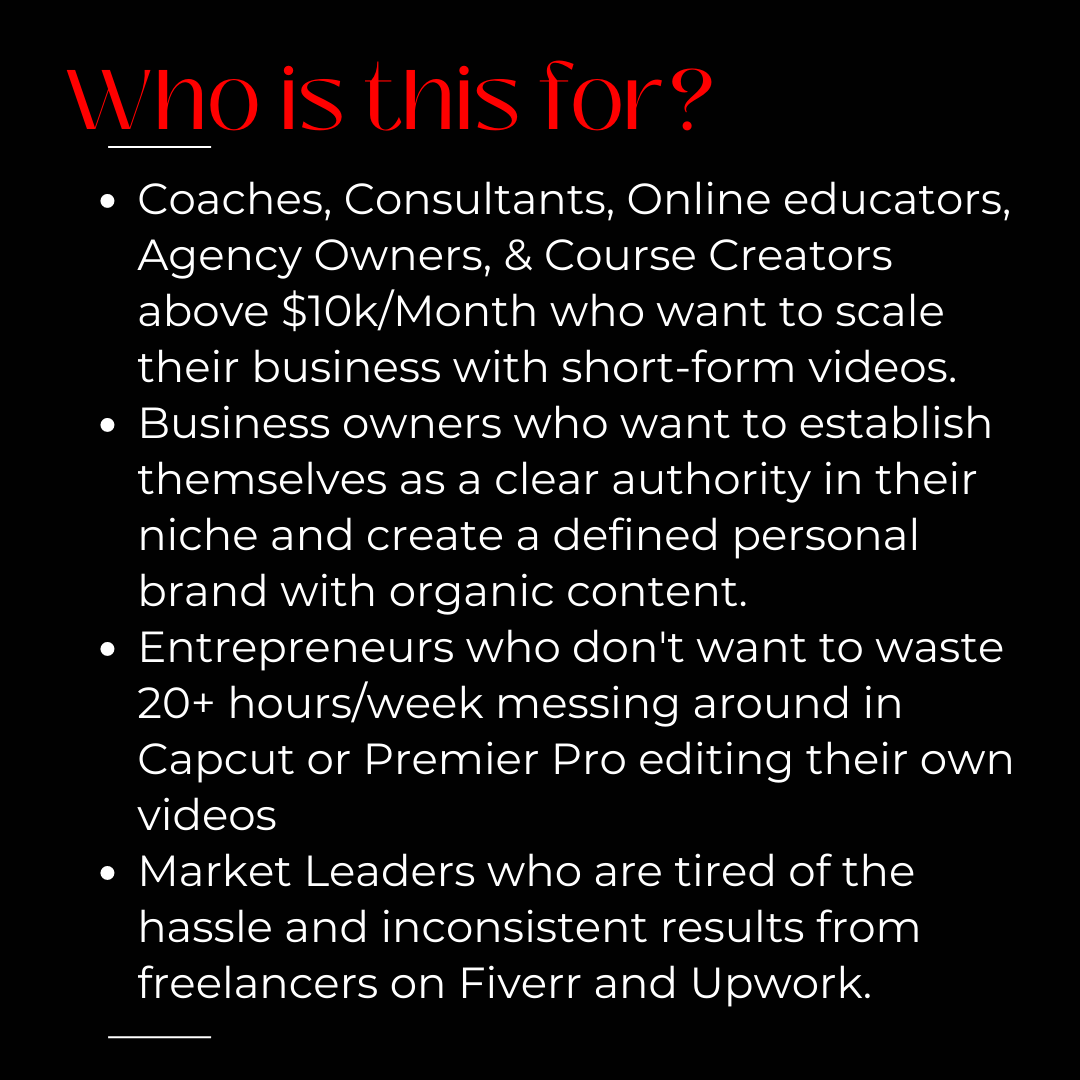 Who is this for?
• Coaches, Consultants, Online educators,
Agency Owners, & Course Creators
above $10k/Month who want to scale
their business with short-form videos.
• Business owners who want to establish
themselves as a clear authority in their
niche and create a defined personal
brand with organic content.
• Entrepreneurs who don't want to waste
20+ hours/week messing around in
Capcut or Premier Pro editing their own
videos
• Market Leaders who are tired of the
hassle and inconsistent results from
freelancers on Fiverr and Upwork.